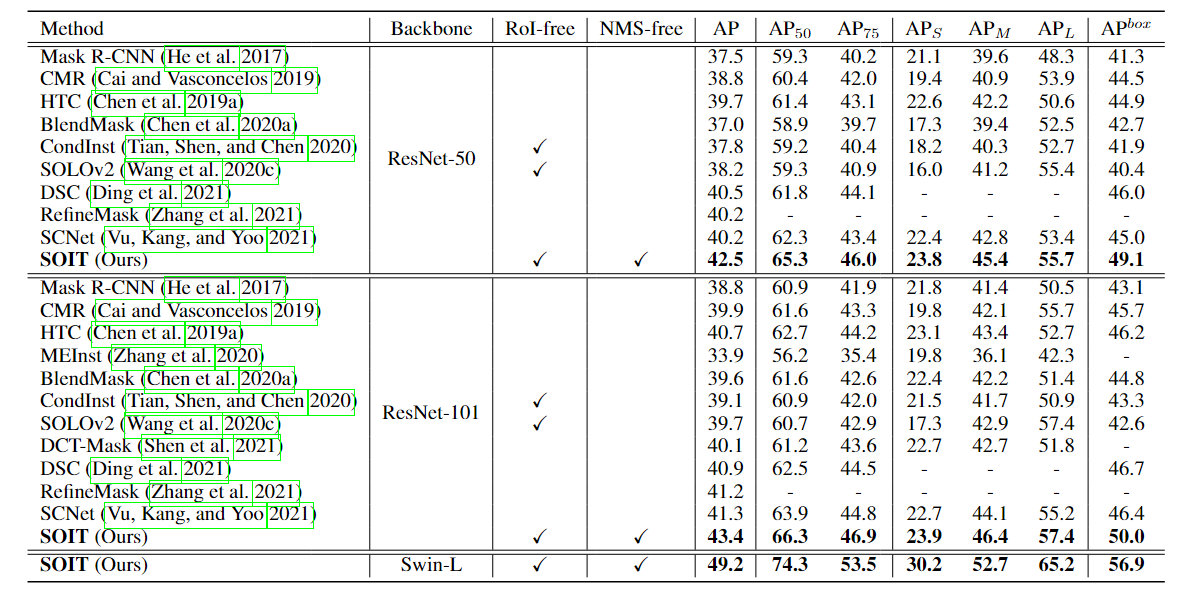 Method Backbone RoI-free NMS-free AP AP50 AP75 APS APM APL APbox
Mask R-CNN (He et al. 2017) 37.5 59.3 40.2 21.1 39.6 48.3 41.3
CMR (Cai and Vasconcelos 2019) 38.8 60.4 42.0 19.4 40.9 53.9 44.5
HTC (Chen et al. 2019a) 39.7 61.4 43.1 22.6 42.2 50.6 44.9
BlendMask (Chen et al. 2020a) 37.0 58.9 39.7 17.3 39.4 52.5 42.7
CondInst (Tian, Shen, and Chen 2020) ✓ 37.8 59.2 40.4 18.2 40.3 52.7 41.9
ResNet-50
SOLOv2 (Wang et al. 2020c) ✓ 38.2 59.3 40.9 16.0 41.2 55.4 40.4
DSC (Ding et al. 2021) 40.5 61.8 44.1 - - - 46.0
RefineMask (Zhang et al. 2021) 40.2 - - - - - -
SCNet (Vu, Kang, and Yoo 2021) 40.2 62.3 43.4 22.4 42.8 53.4 45.0
SOIT (Ours) ✓ ✓ 42.5 65.3 46.0 23.8 45.4 55.7 49.1
Mask R-CNN (He et al. 2017) 38.8 60.9 41.9 21.8 41.4 50.5 43.1
CMR (Cai and Vasconcelos 2019) 39.9 61.6 43.3 19.8 42.1 55.7 45.7
HTC (Chen et al. 2019a) 40.7 62.7 44.2 23.1 43.4 52.7 46.2
MEInst (Zhang et al. 2020) 33.9 56.2 35.4 19.8 36.1 42.3 -
BlendMask (Chen et al. 2020a) 39.6 61.6 42.6 22.4 42.2 51.4 44.8
CondInst (Tian, Shen, and Chen 2020) ✓ 39.1 60.9 42.0 21.5 41.7 50.9 43.3
ResNet-101
SOLOv2 (Wang et al. 2020c) ✓ 39.7 60.7 42.9 17.3 42.9 57.4 42.6
DCT-Mask (Shen et al. 2021) 40.1 61.2 43.6 22.7 42.7 51.8 -
DSC (Ding et al. 2021) 40.9 62.5 44.5 - - - 46.7
RefineMask (Zhang et al. 2021) 41.2 - - - - - -
SCNet (Vu, Kang, and Yoo 2021) 41.3 63.9 44.8 22.7 44.1 55.2 46.4
SOIT (Ours) ✓ ✓ 43.4 66.3 46.9 23.9 46.4 57.4 50.0
SOIT (Ours) Swin-L ✓ ✓ 49.2 74.3 53.5 30.2 52.7 65.2 56.9